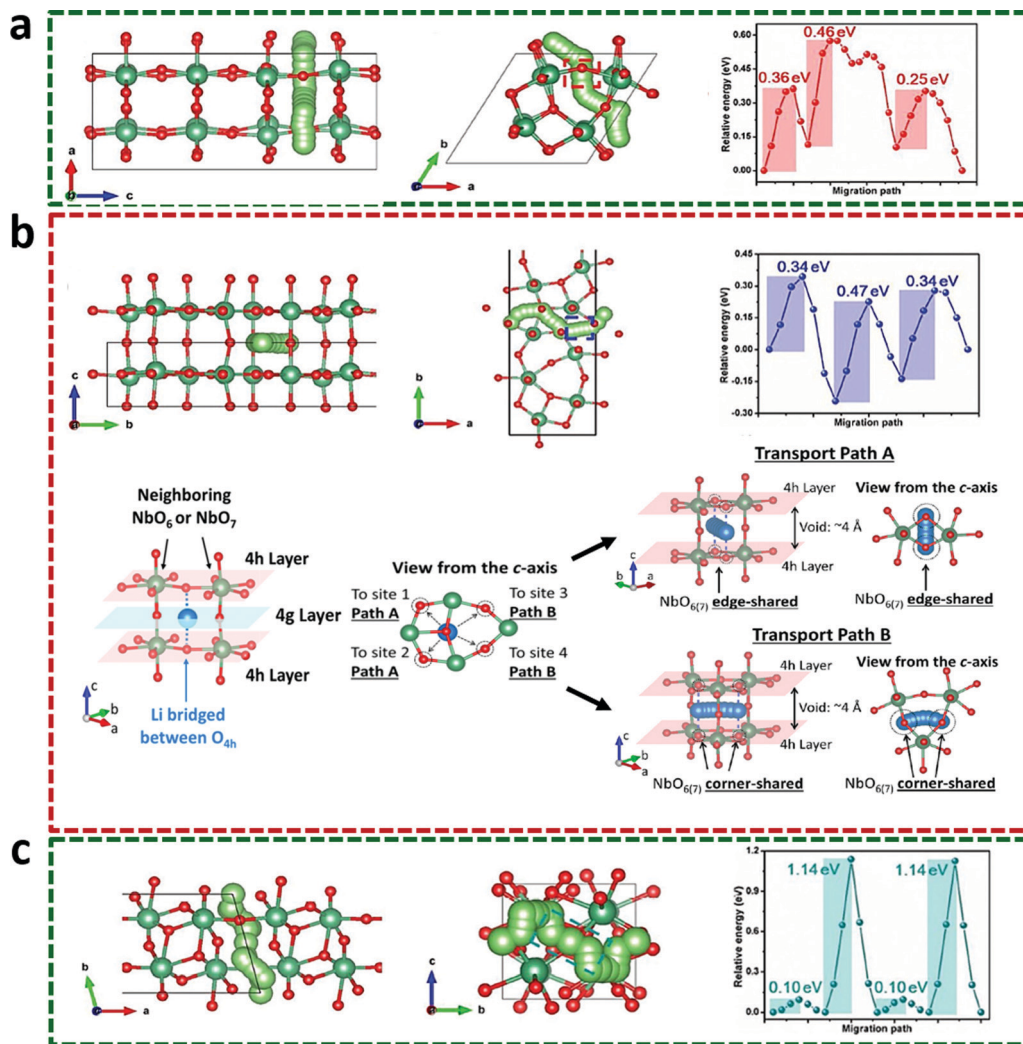 a
a
c
b
a
0.60
0.45
0.30
0.15
0.00
Relative energy (eV)
0.36 eV
0.46 eV
0.25 eV
Migration path
b
c
b
b
a
0.45
0.30
0.15
0.00
-0.15
-0.30
Relative energy (eV)
0.34 eV
0.47 eV
0.34 eV
Migration path
Neighboring
NbO6 or NbO7
4h Layer
4g Layer
4h Layer
c
b
a
Li bridged
between O4h
View from the c-axis
To site 1
Path A
To site 3
Path B
To site 2
Path A
To site 4
Path B
Transport Path A
4h Layer
Void: ~4 Å
4h Layer
c
b
a
NbO6(7) edge-shared
View from the c-axis
NbO6(7) edge-shared
Transport Path B
4h Layer
Void: ~4 Å
4h Layer
c
b
a
NbO6(7) corner-shared
View from the c-axis
NbO6(7) corner-shared
c
b
a
c
b
1.2
0.9
0.6
0.3
0.0
Relative energy (eV)
1.14 eV
1.14 eV
0.10 eV
0.10 eV
Migration path